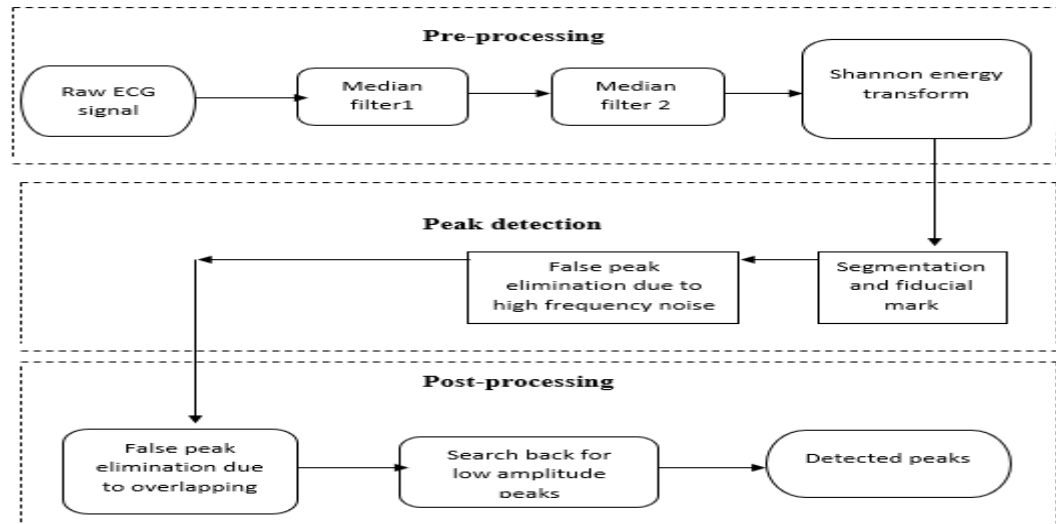 Pre-processing
Raw ECG
signal
Median
filter1
Median
filter 2
Shannon energy
transform
Peak detection
False peak
elimination due to
high frequency noise
Segmentation
and fiducial
mark
Post-processing
False peak
elimination due
to overlapping
Search back for
low amplitude
peaks
Detected peaks